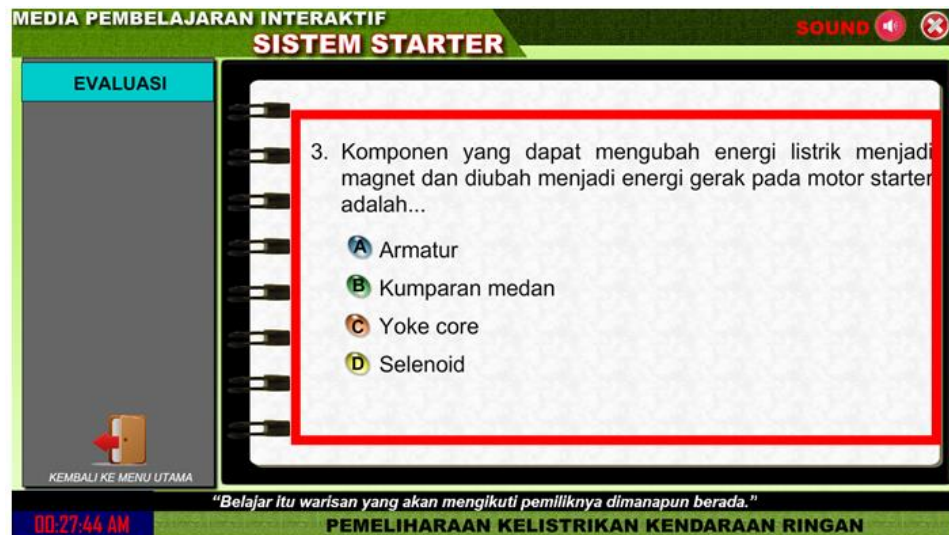 MEDIA PEMBELAJARAN INTERAKTIF
SISTEM STARTER
SOUND
EVALUASI
3. Komponen yang dapat mengubah energi listrik menjadi
magnet dan diubah menjadi energi gerak pada motor starter
adalah...
A Armatur
B Kumparan medan
C Yoke core
D Selenoid
KEMBALI KE MENU UTAMA
“Belajar itu warisan yang akan mengikuti pemiliknya dimanapun berada.”
00:27:44 AM
PEMELIHARAAN KELISTRIKAN KENDARAAN RINGAN